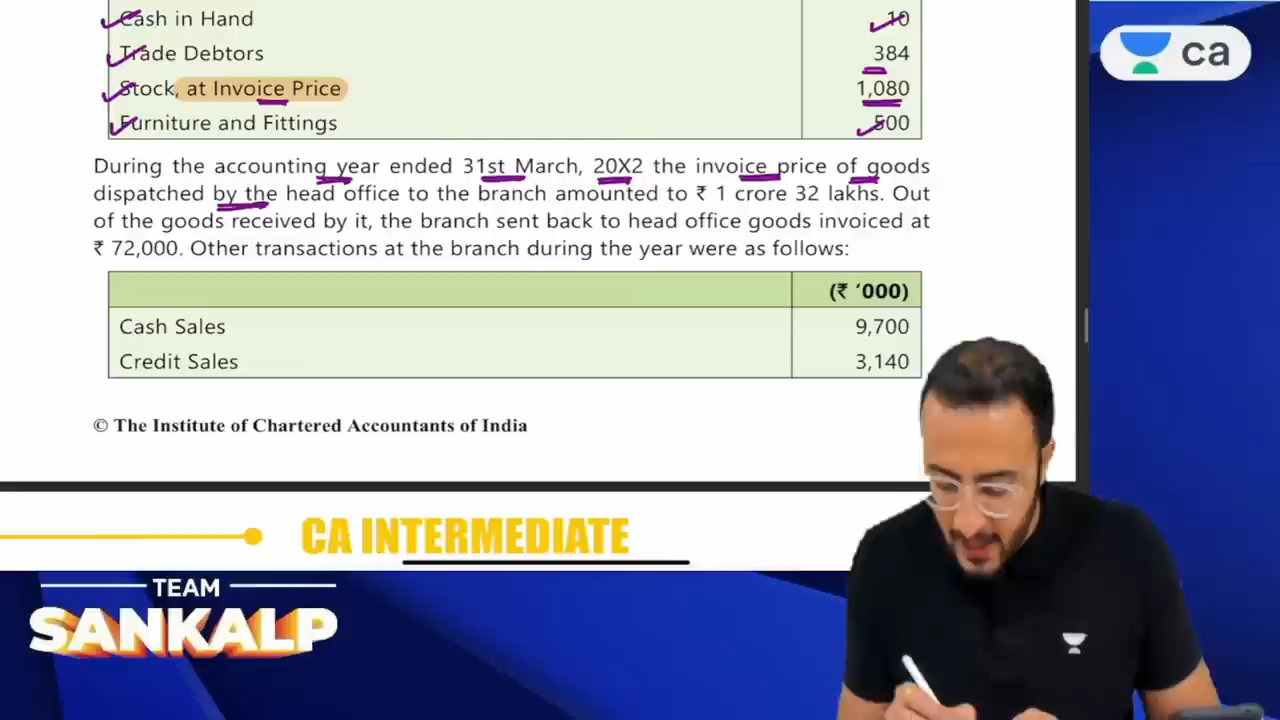 Cash in Hand 10
Trade Debtors 384
Stock, at Invoice Price 1,080
Furniture and Fittings 500
During the accounting year ended 31st March, 20X2 the invoice price of goods
dispatched by the head office to the branch amounted to ₹ 1 crore 32 lakhs. Out
of the goods received by it, the branch sent back to head office goods invoiced at
₹ 72,000. Other transactions at the branch during the year were as follows:
(₹ ‘000)
Cash Sales 9,700
Credit Sales 3,140
© The Institute of Chartered Accountants of India
CA INTERMEDIATE
TEAM
SANKALP
ca